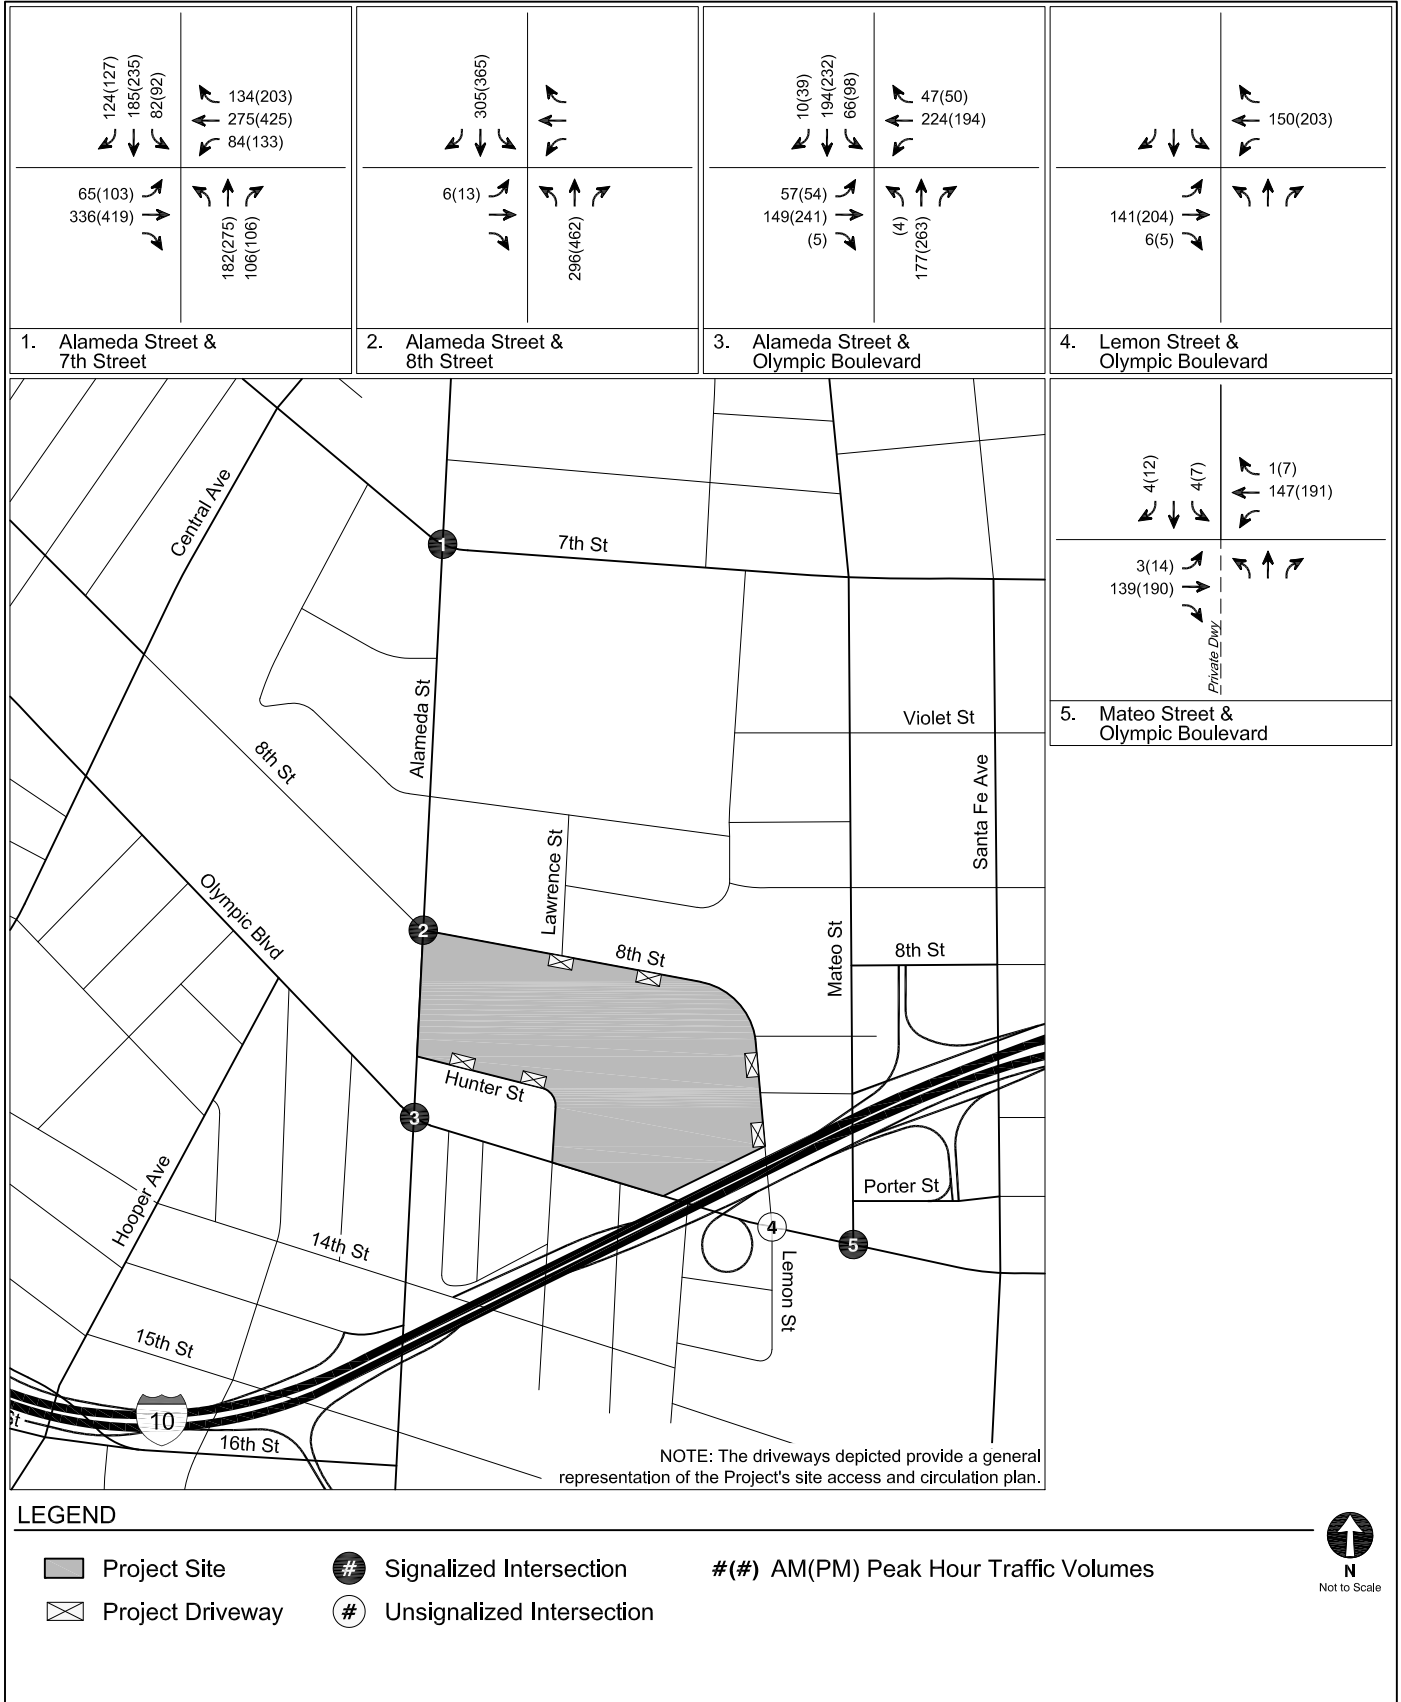 124(127)
185(235)
82(92)
134(203)
275(425)
84(133)
65(103)
336(419)
182(275)
106(106)
1. Alameda Street &
7th Street
305(365)
6(13)
296(462)
2. Alameda Street &
8th Street
10(39)
194(232)
66(98)
47(50)
224(194)
57(54)
149(241)
(5)
(4)
177(263)
3. Alameda Street &
Olympic Boulevard
150(203)
141(204)
6(5)
4. Lemon Street &
Olympic Boulevard
4(12)
4(7)
1(7)
147(191)
3(14)
139(190)
Private Dwy
5. Mateo Street &
Olympic Boulevard
Central Ave
1
7th St
Alameda St
8th St
Violet St
Santa Fe Ave
Lawrence St
Olympic Blvd
2
8th St
Mateo St
8th St
Hunter St
3
Hooper Ave
Porter St
4
5
14th St
Lemon St
15th St
10
St
16th St
NOTE: The driveways depicted provide a general
representation of the Project's site access and circulation plan.
LEGEND
Project Site
# Signalized Intersection
#(#) AM(PM) Peak Hour Traffic Volumes
N
Not to Scale
Project Driveway
# Unsignalized Intersection